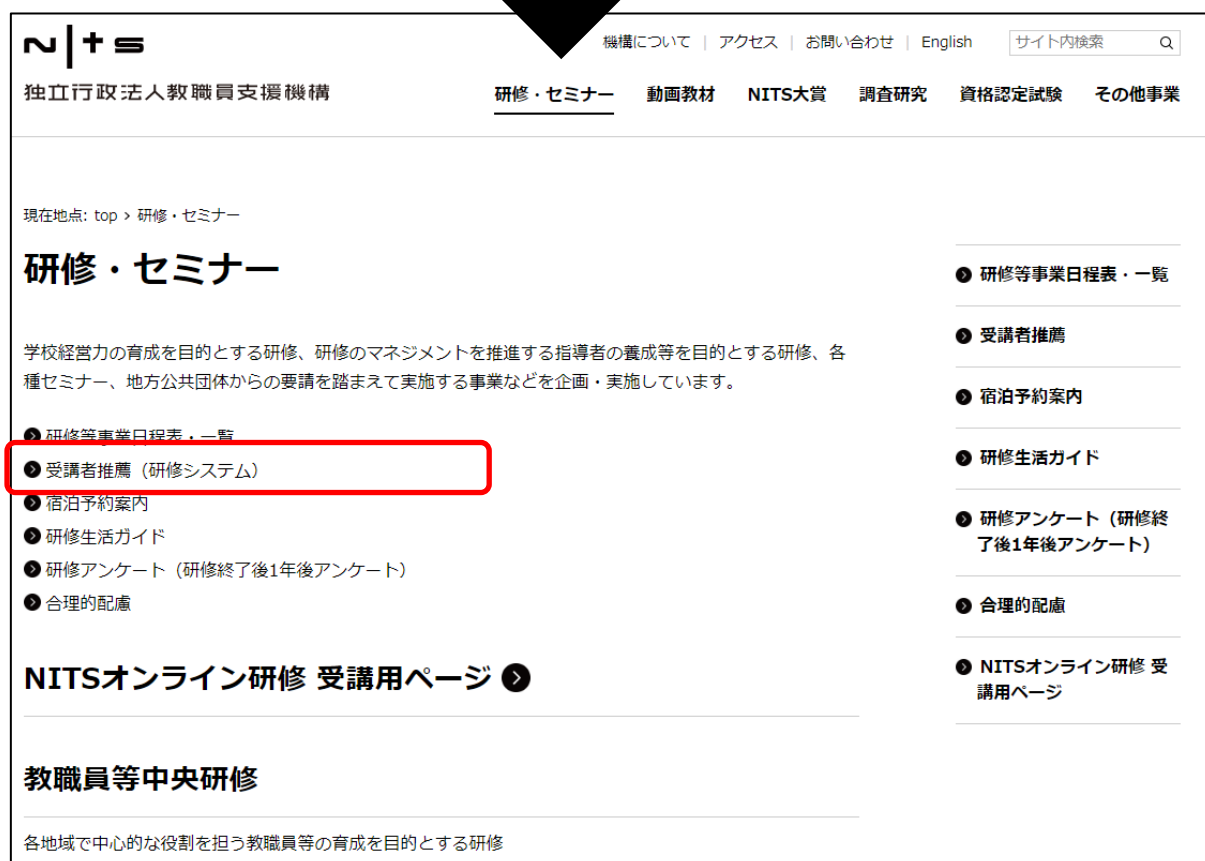 NITS
機構について | アクセス | お問い合わせ | English サイト内検索
独立行政法人教職員支援機構
研修・セミナー 動画教材 NITS大賞 調査研究 資格認定試験 その他事業
現在地点: top › 研修・セミナー
研修・セミナー
学校経営力の育成を目的とする研修、研修のマネジメントを推進する指導者の養成等を目的とする研修、各
種セミナー、地方公共団体からの要請を踏まえて実施する事業などを企画・実施しています。
研修等事業日程表・一覧
受講者推薦（研修システム）
宿泊予約案内
研修生活ガイド
研修アンケート（研修終了後1年後アンケート）
合理的配慮
NITSオンライン研修 受講用ページ
教職員等中央研修
各地域で中心的な役割を担う教職員等の育成を目的とする研修
研修等事業日程表・一覧
受講者推薦
宿泊予約案内
研修生活ガイド
研修アンケート（研修終
了後1年後アンケート）
合理的配慮
NITSオンライン研修 受
講用ページ